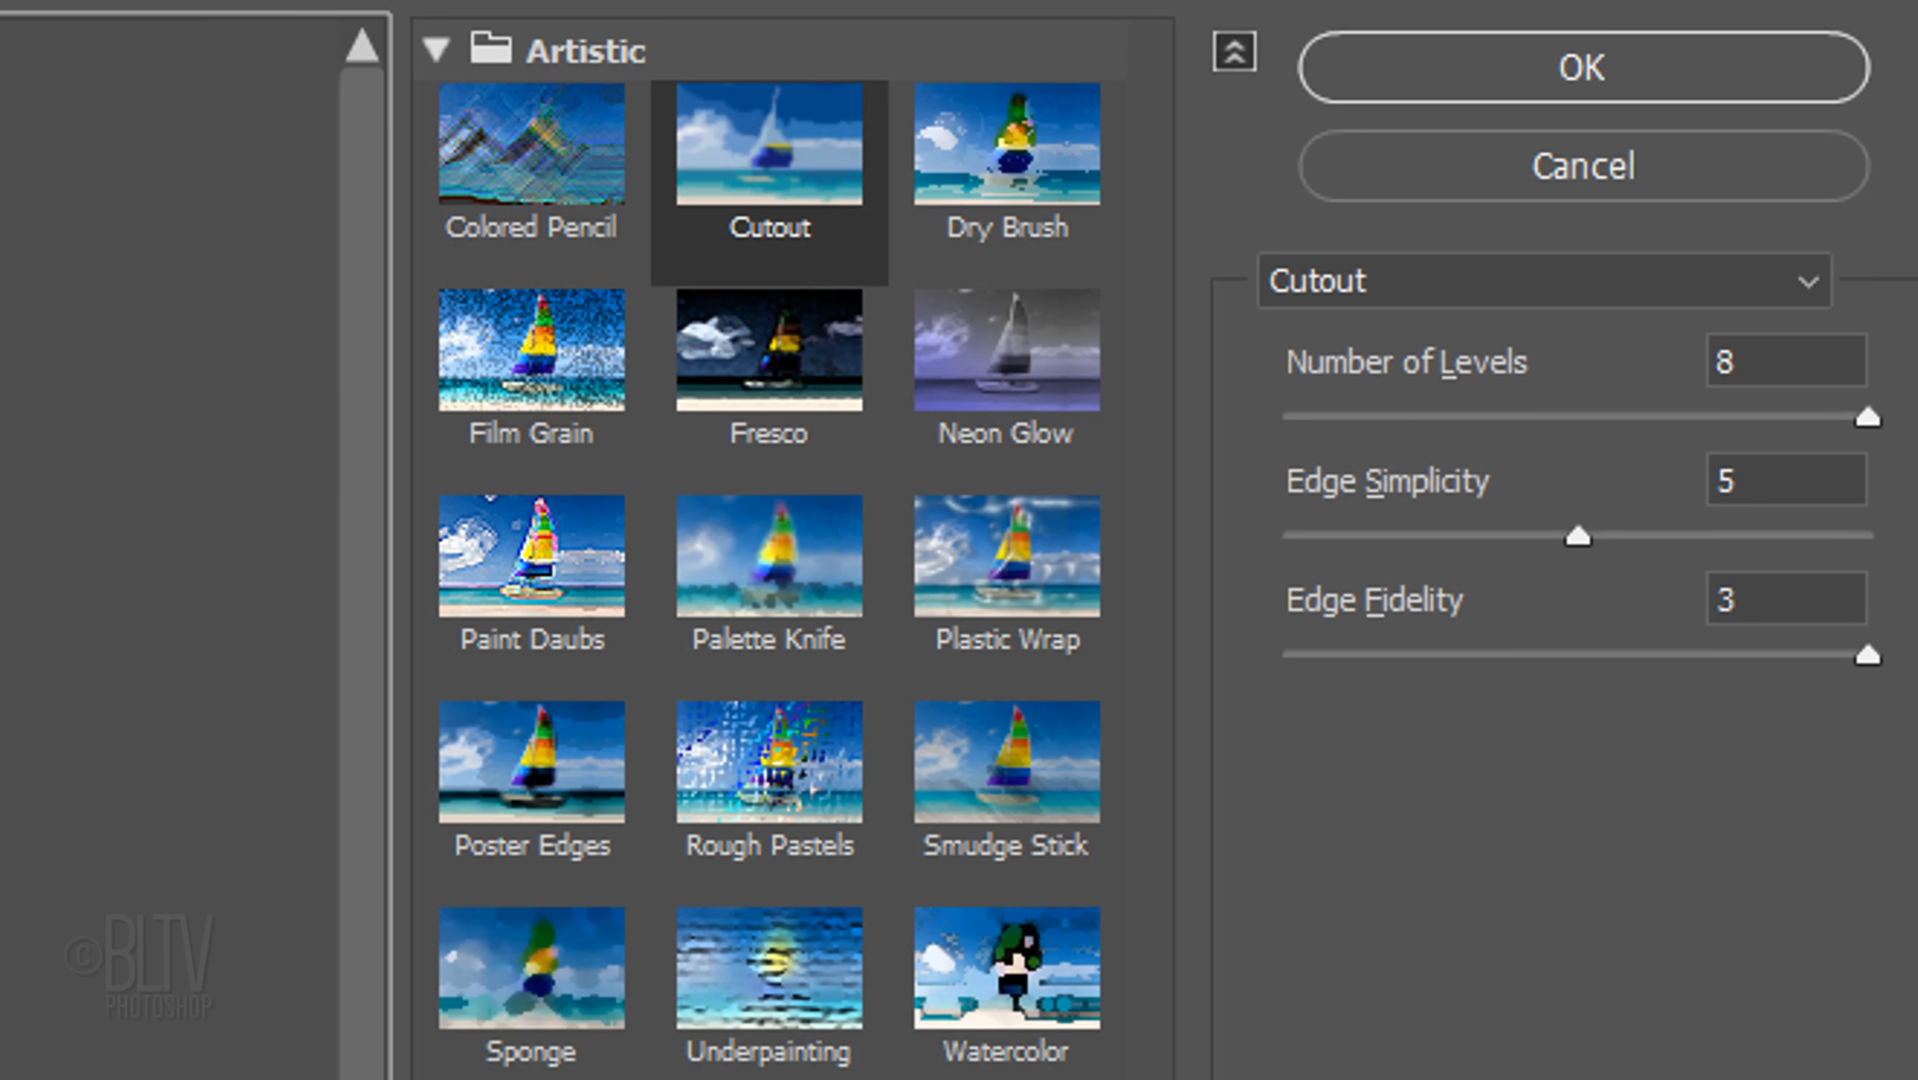 Artistic
Colored Pencil
Cutout
Dry Brush
Film Grain
Fresco
Neon Glow
Paint Daubs
Palette Knife
Plastic Wrap
Poster Edges
Rough Pastels
Smudge Stick
Sponge
Underpainting
Watercolor
OK
Cancel
Cutout
Number of Levels 8
Edge Simplicity 5
Edge Fidelity 3
©BLTV
PHOTOSHOP